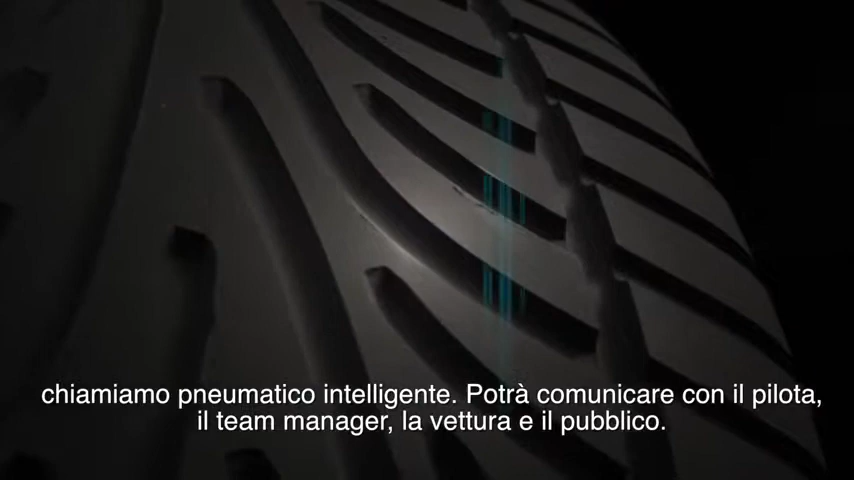 chiamiamo pneumatico intelligente. Potrà comunicare con il pilota,
il team manager, la vettura e il pubblico.